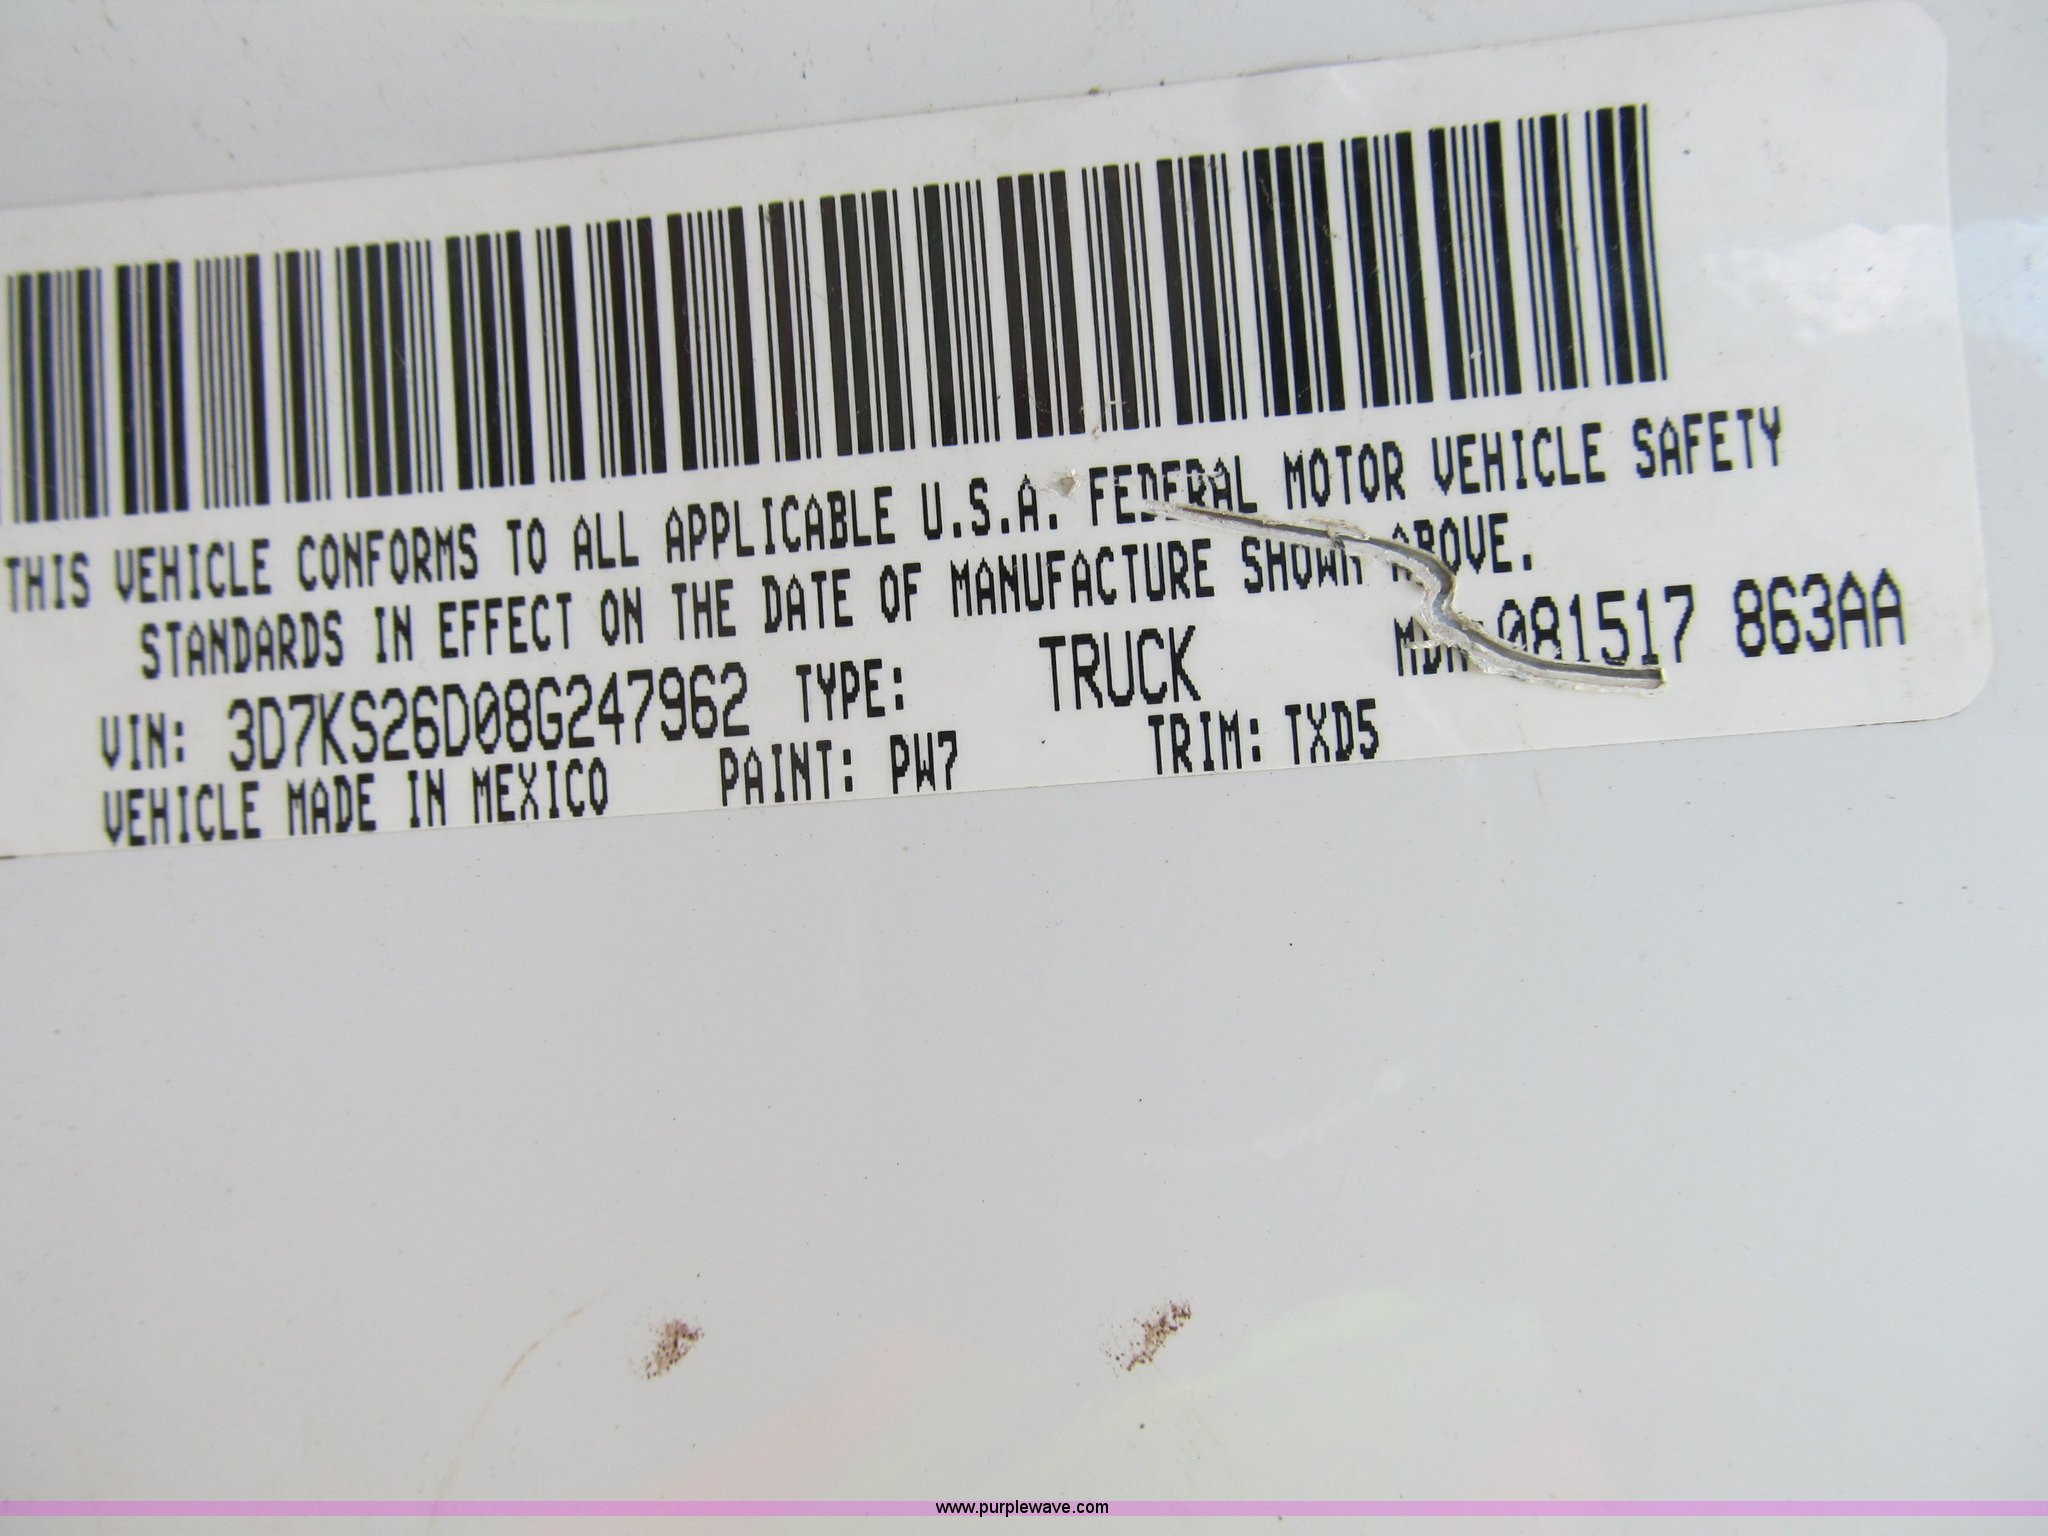 THIS VEHICLE CONFORMS TO ALL APPLICABLE U.S.A. FEDERAL MOTOR VEHICLE SAFETY
STANDARDS IN EFFECT ON THE DATE OF MANUFACTURE SHOWN ABOVE.
VIN: 3D7KS26D08G247962 TYPE: TRUCK MDH: 081517 863AA
VEHICLE MADE IN MEXICO PAINT: PW7 TRIM: TXD5
www.purplewave.com